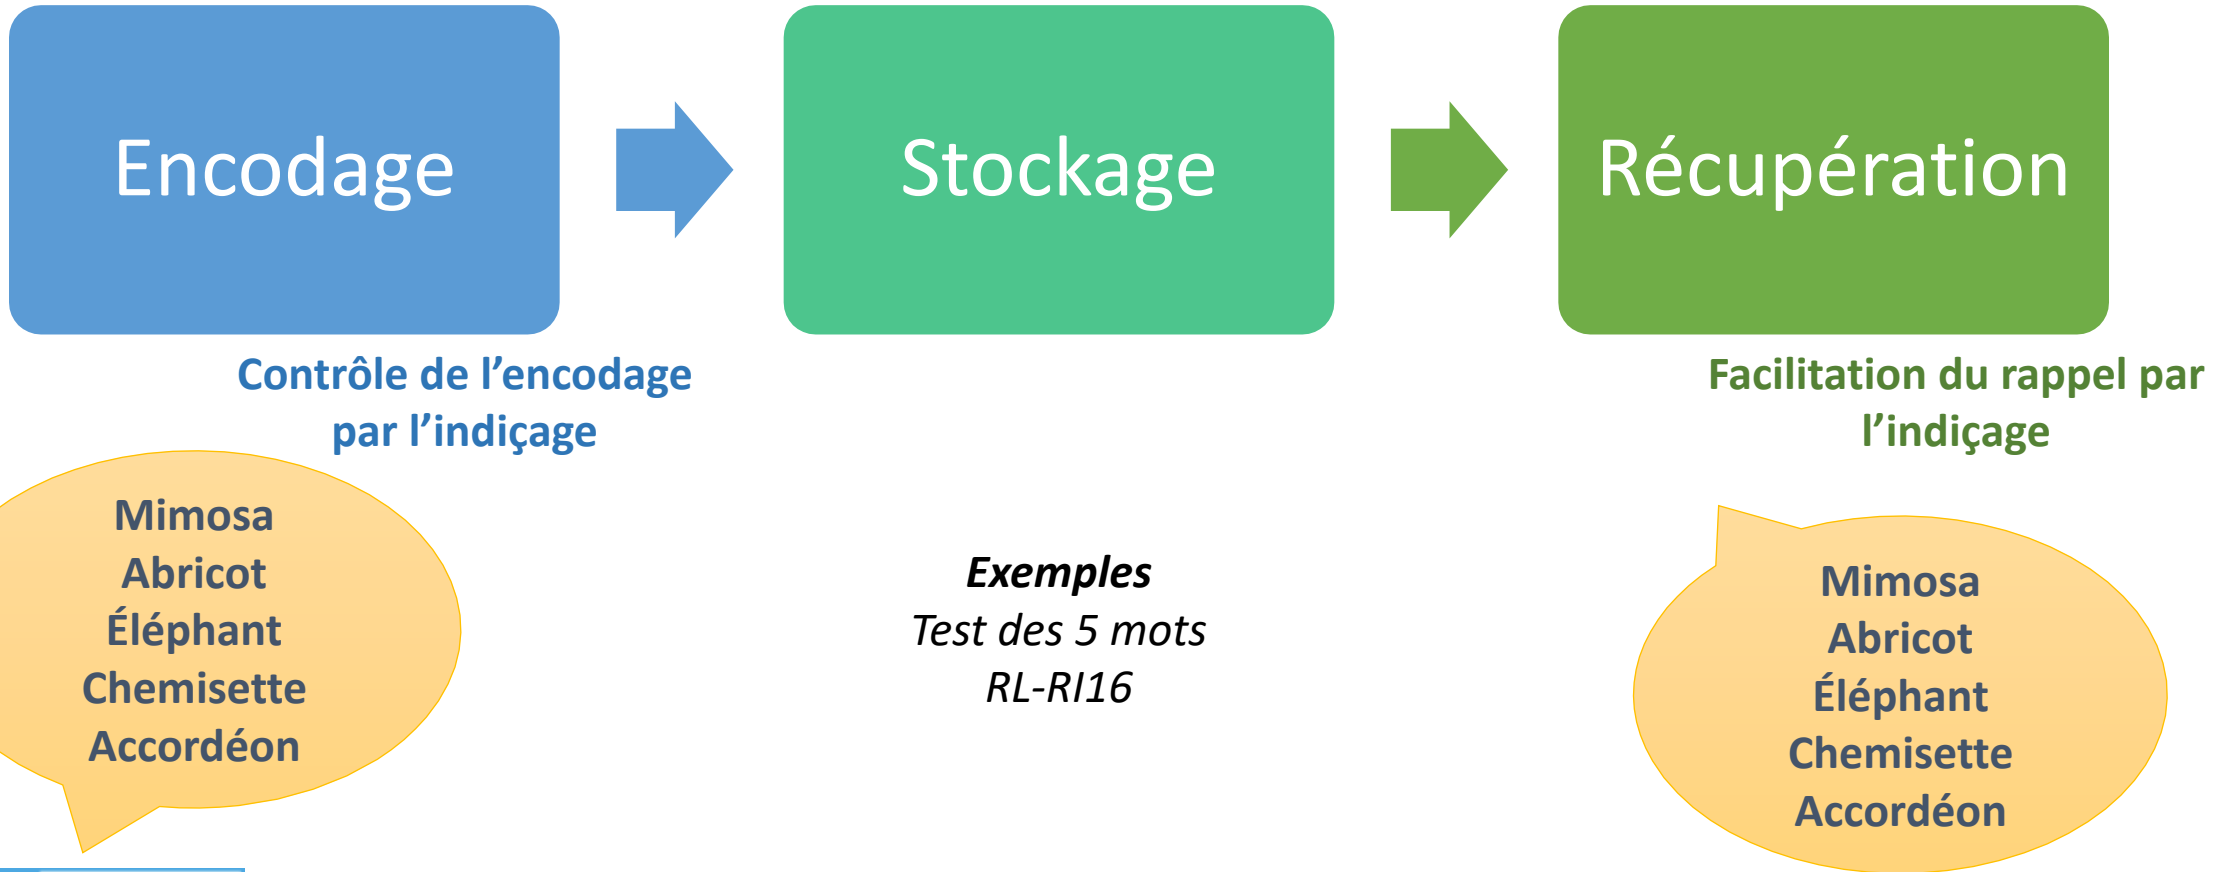 Encodage
Stockage
Récupération
Contrôle de l’encodage
par l’indiçage
Facilitation du rappel par
l’indiçage
Mimosa
Abricot
Éléphant
Chemisette
Accordéon
Exemples
Test des 5 mots
RL-RI16
Mimosa
Abricot
Éléphant
Chemisette
Accordéon